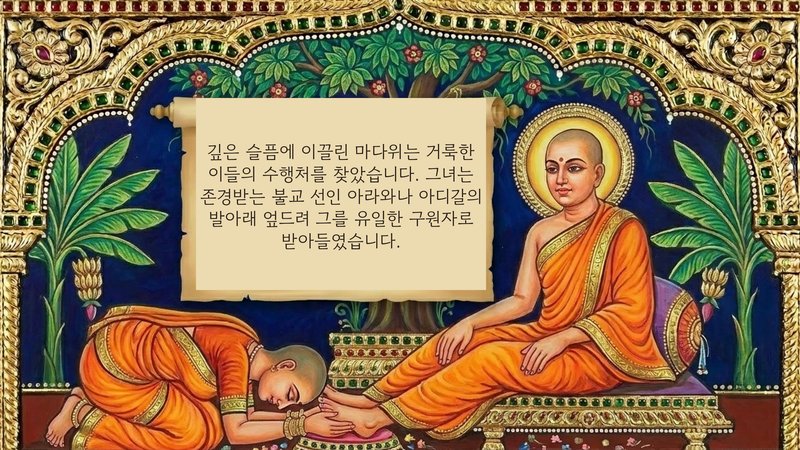 깊은 슬픔에 이끌린 마다위는 거룩한
이들의 수행처를 찾았습니다. 그녀는
존경받는 불교 선인 아라와나 아디갈의
발아래 엎드려 그를 유일한 구원자로
받아들였습니다.